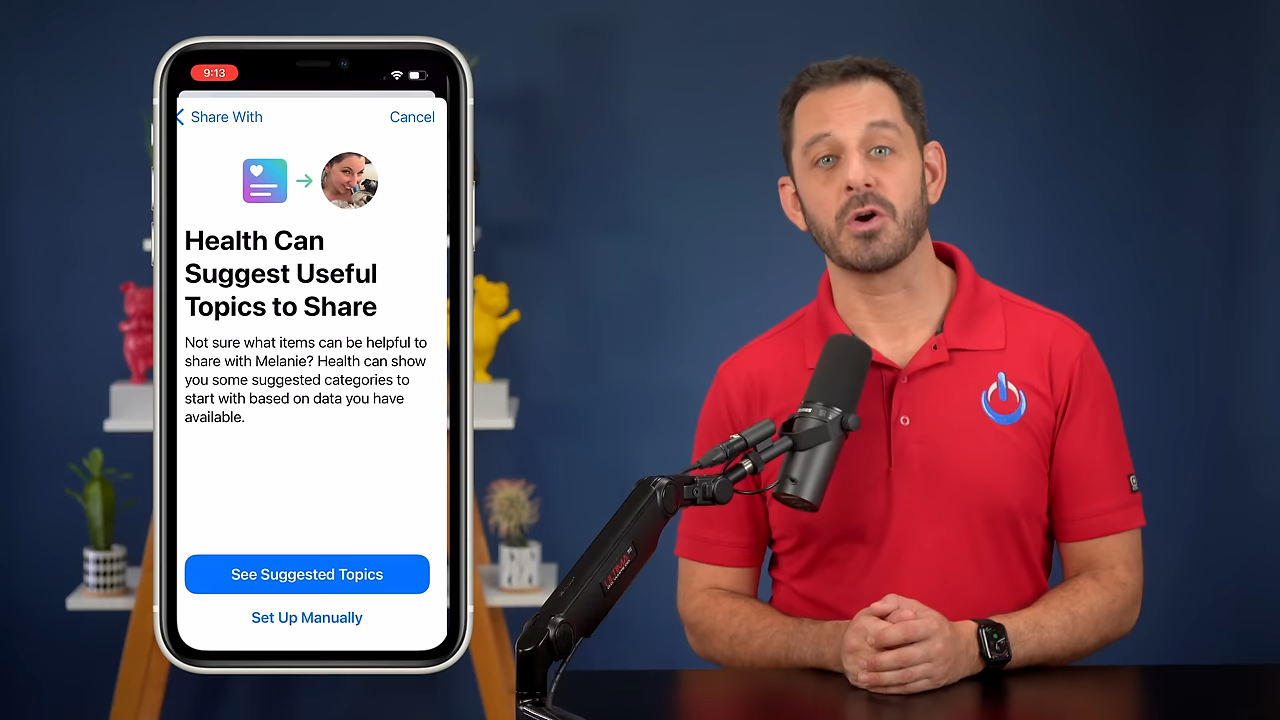 9:13
Share With
Cancel
Health Can
Suggest Useful
Topics to Share
Not sure what items can be helpful to
share with Melanie? Health can show
you some suggested categories to
start with based on data you have
available.
See Suggested Topics
Set Up Manually
ULTIMA